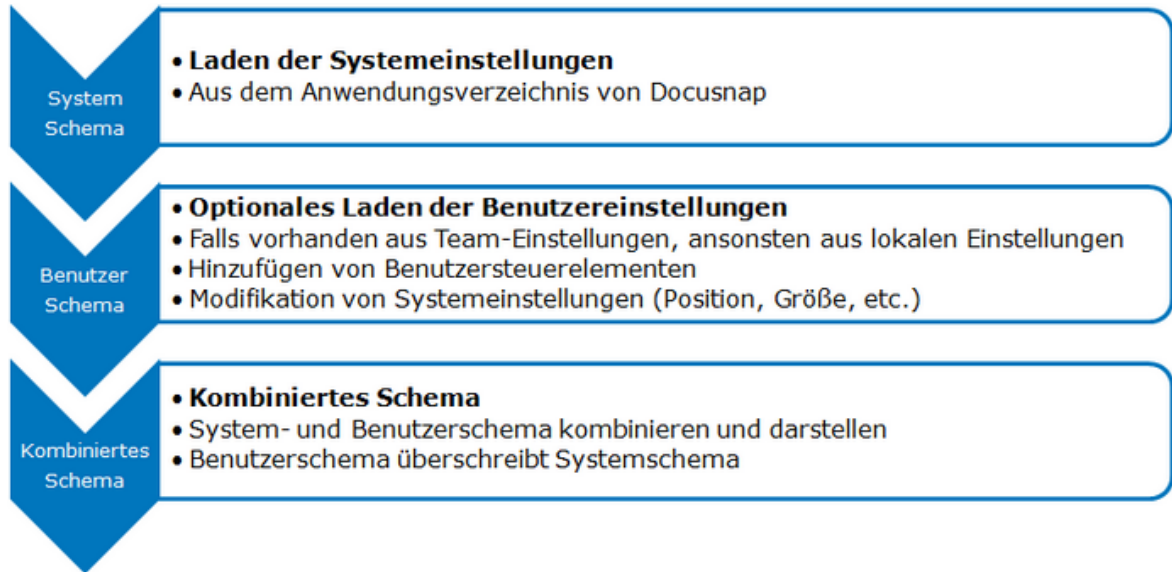 System
Schema
• Laden der Systemeinstellungen
• Aus dem Anwendungsverzeichnis von Docusnap
Benutzer
Schema
• Optionales Laden der Benutzereinstellungen
• Falls vorhanden aus Team-Einstellungen, ansonsten aus lokalen Einstellungen
• Hinzufügen von Benutzersteuerelementen
• Modifikation von Systemeinstellungen (Position, Größe, etc.)
Kombiniertes
Schema
• Kombiniertes Schema
• System- und Benutzerschema kombinieren und darstellen
• Benutzerschema überschreibt Systemschema